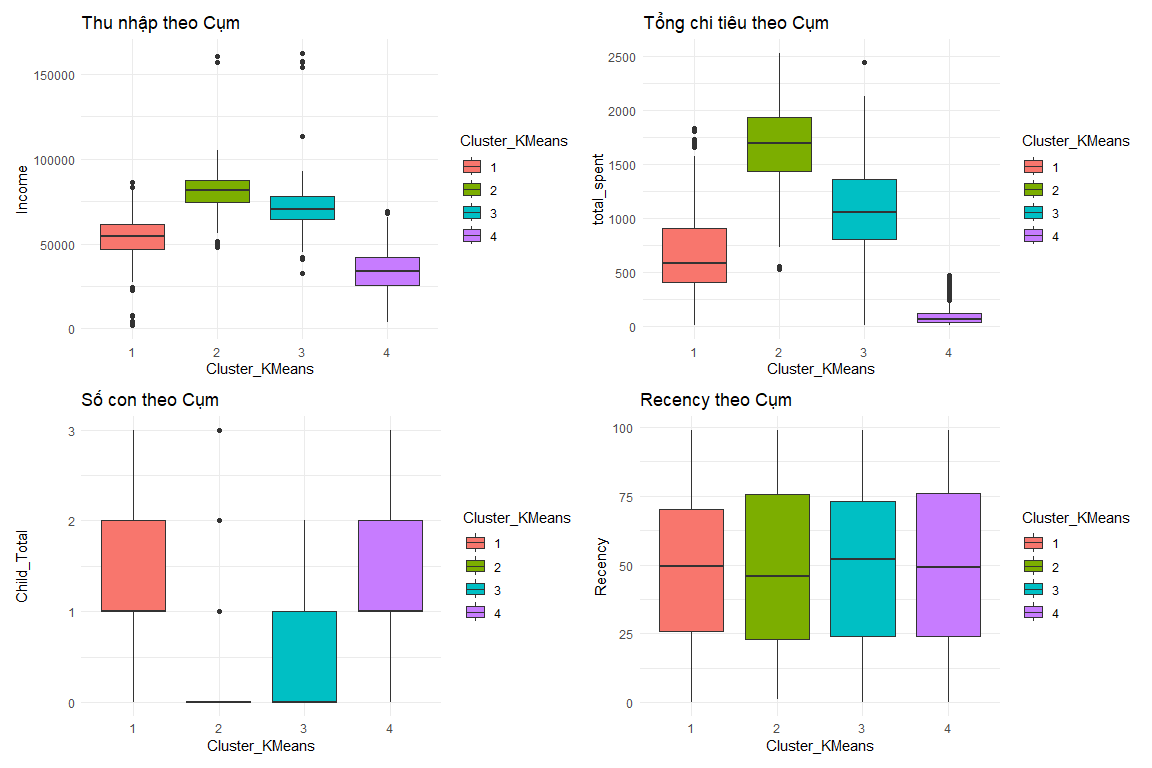 Thu nhập theo Cụm
Income
150000
100000
50000
0
1 2 3 4
Cluster_KMeans
Cluster_KMeans
1
2
3
4
Tổng chi tiêu theo Cụm
total_spent
2500
2000
1500
1000
500
0
1 2 3 4
Cluster_KMeans
Cluster_KMeans
1
2
3
4
Số con theo Cụm
Child_Total
3
2
1
0
1 2 3 4
Cluster_KMeans
Cluster_KMeans
1
2
3
4
Recency theo Cụm
Recency
100
75
50
25
0
1 2 3 4
Cluster_KMeans
Cluster_KMeans
1
2
3
4